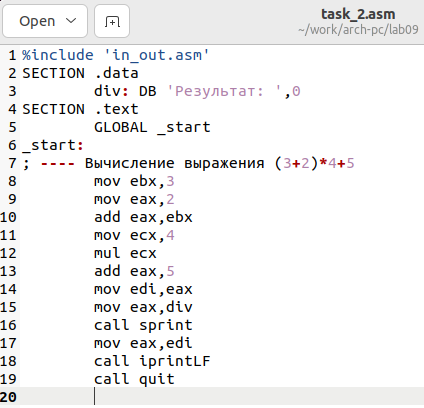 Open
task_2.asm
~/work/arch-pc/lab09
1 %include 'in_out.asm'
2 SECTION .data
3 div: DB 'Результат: ',0
4 SECTION .text
5 GLOBAL _start
6 _start:
7 ; ---- Вычисление выражения (3+2)*4+5
8 mov ebx,3
9 mov eax,2
10 add eax,ebx
11 mov ecx,4
12 mul ecx
13 add eax,5
14 mov edi,eax
15 mov eax,div
16 call sprint
17 mov eax,edi
18 call iprintLF
19 call quit
20